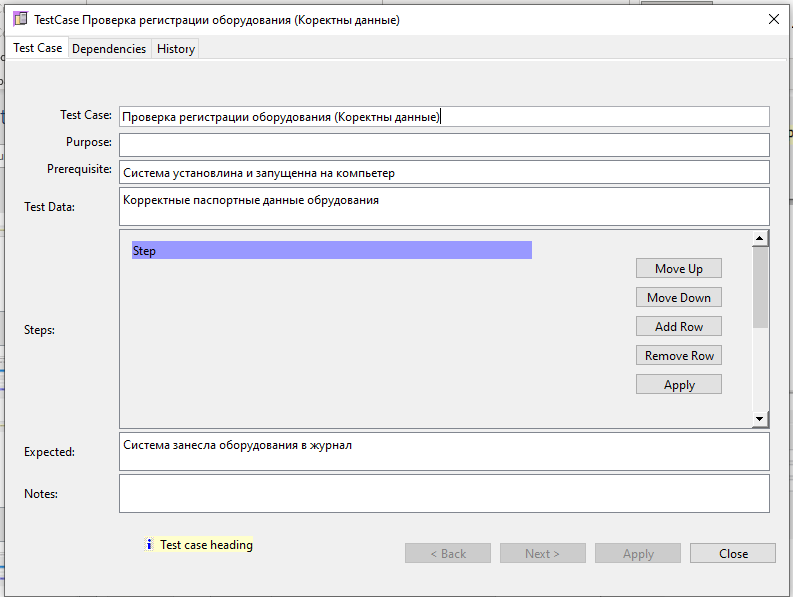 TestCase Проверка регистрации оборудования (Коректны данные)
Test Case Dependencies History
Test Case: Проверка регистрации оборудования (Коректны данные)
Purpose:
Prerequisite: Система установлина и запущенна на компьетер
Test Data: Корректные паспортные данные обрудования
Step
Move Up
Move Down
Steps:
Add Row
Remove Row
Apply
Expected: Система занесла оборудования в журнал
Notes:
i Test case heading
< Back Next > Apply Close